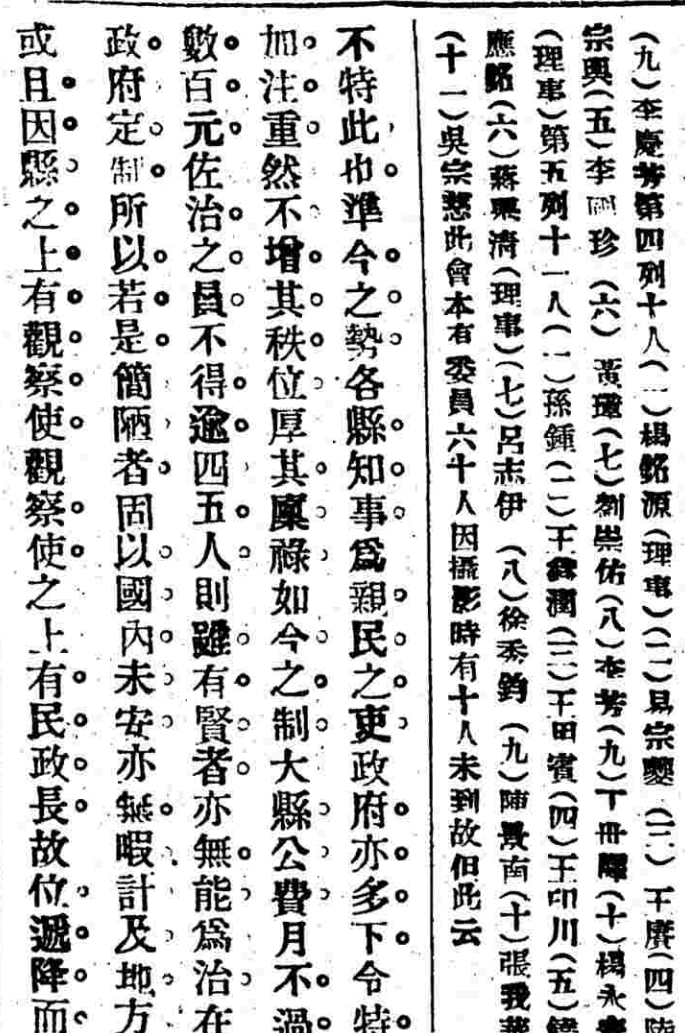 (九)李慶芳第四列十人(一)楊銘源(理事)(二)易宗夔(三)王賡(四)陸
宗輿(五)李國珍(六)黃璋(七)劉崇佑(八)李芳(九)丁世嶧(十)楊永
(理事)第五列十一人(一)孫鍾(二)王鑫潤(三)王田賓(四)王印川(五)
應銘(六)蔣舉清(理事)(七)呂志伊(八)徐秀鈞(九)陳景南(十)張我華
(十一)吳宗慈此會本有委員六十人因攝影時有十人未到故但此云
不特此也準今之勢各縣知事爲親民之吏政府亦多下令特
加注重然不增其秩位厚其廩祿如今之制大縣公費月不過
數百元佐治之員不得逾四五人則雖有賢者亦無能爲治在
政府定制所以若是簡陋者固以國內未安亦無暇計及地方
或且因縣之上有觀察使觀察使之上有民政長故位遞降而